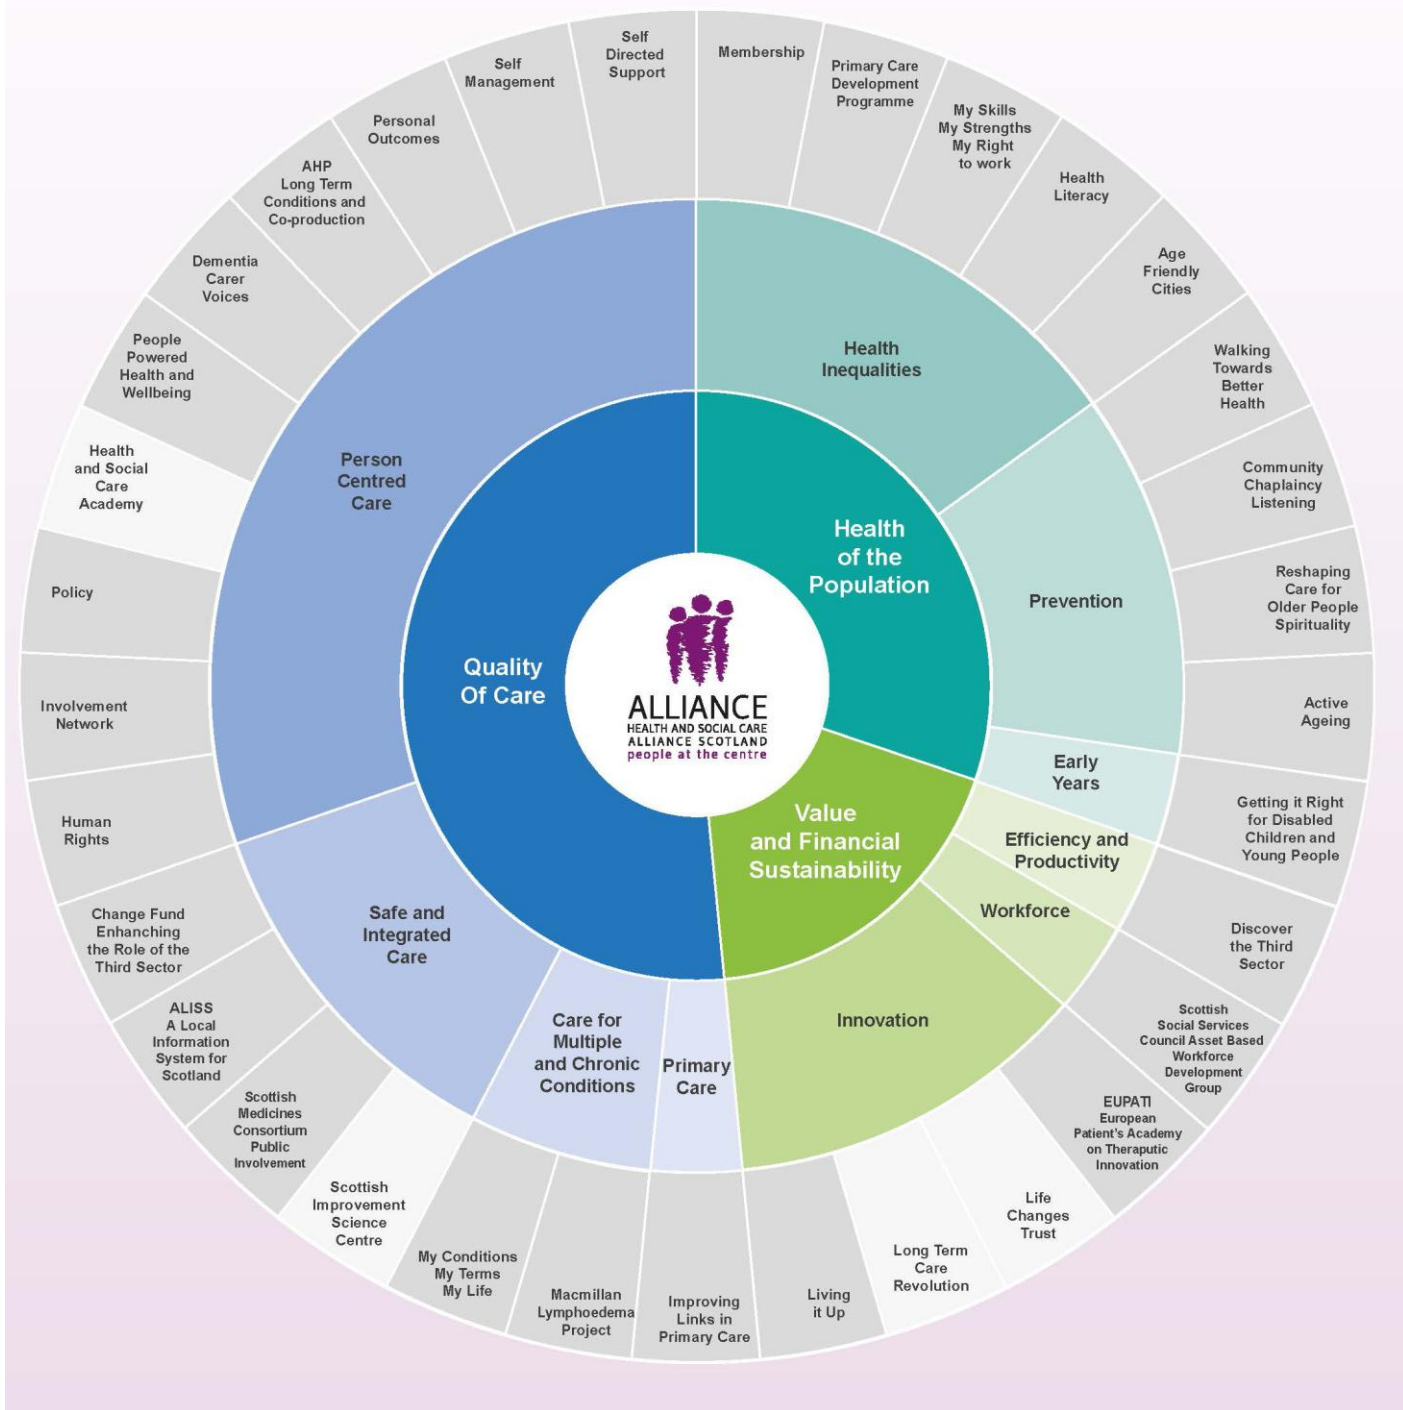 Self
Directed
Support
Membership
Primary Care
Development
Programme
My Skills
My Strengths
My Right
to work
Health
Literacy
Age
Friendly
Cities
Walking
Towards
Better
Health
Community
Chaplaincy
Listening
Reshaping
Care for
Older People
Spirituality
Active
Ageing
Getting it Right
for Disabled
Children and
Young People
Discover
the Third
Sector
Scottish
Social Services
Council Asset Based
Workforce
Development
Group
EUPATI
European
Patient's Academy
on Theraputic
Innovation
Life
Changes
Trust
Long Term
Care
Revolution
Living
it Up
Improving
Links in
Primary Care
Macmillan
Lymphoedema
Project
My Conditions
My Terms
My Life
Scottish
Improvement
Science
Centre
Scottish
Medicines
Consortium
Public
Involvement
ALISS
A Local
Information
System for
Scotland
Change Fund
Enhanching
the Role of the
Third Sector
Human
Rights
Involvement
Network
Policy
Health
and Social
Care
Academy
People
Powered
Health and
Wellbeing
Dementia
Carer
Voices
AHP
Long Term
Conditions and
Co-production
Personal
Outcomes
Self
Management
Health
Inequalities
Prevention
Early
Years
Efficiency and
Productivity
Workforce
Innovation
Primary
Care
Care for
Multiple
and Chronic
Conditions
Safe and
Integrated
Care
Person
Centred
Care
Health
of the
Population
Value
and Financial
Sustainability
Quality
Of Care
ALLIANCE
HEALTH AND SOCIAL CARE
ALLIANCE SCOTLAND
people at the centre